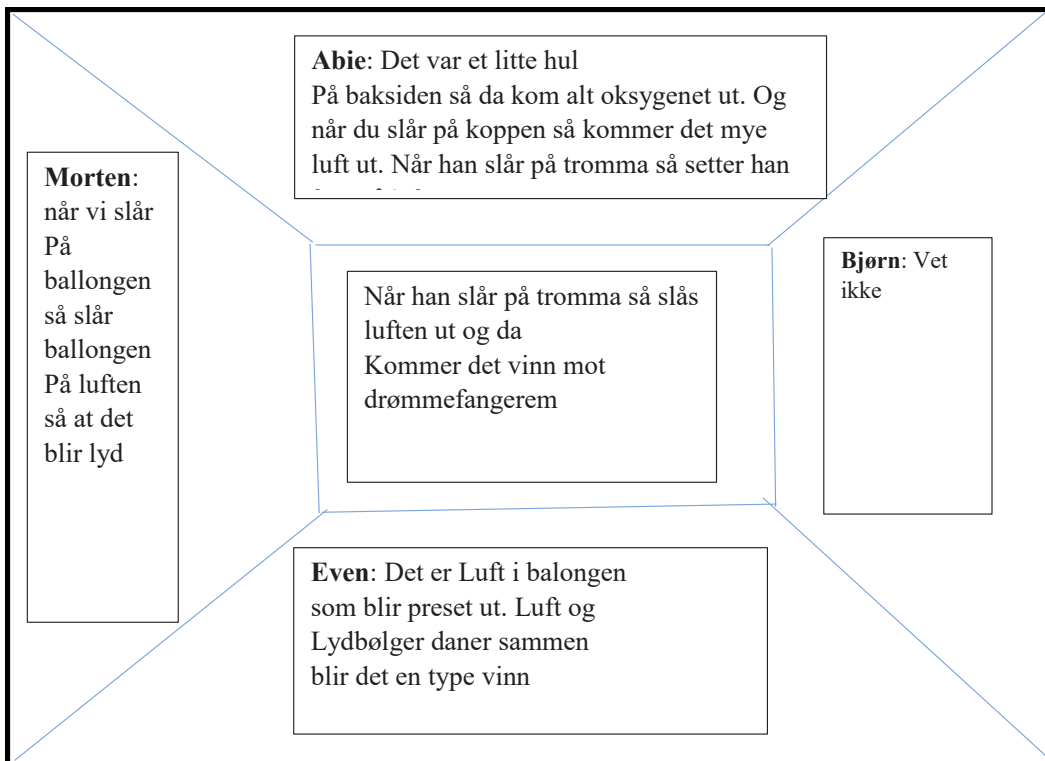 Abie: Det var et litte hul
På baksiden så da kom alt oksygenet ut. Og
når du slår på koppen så kommer det mye
luft ut. Når han slår på tromma så setter han
Morten:
når vi slår
På
ballongen
så slår
ballongen
På luften
så at det
blir lyd
Når han slår på tromma så slås
luften ut og da
Kommer det vinn mot
drømmefangerem
Bjørn: Vet
ikke
Even: Det er Luft i balongen
som blir preset ut. Luft og
Lydbølger daner sammen
blir det en type vinn